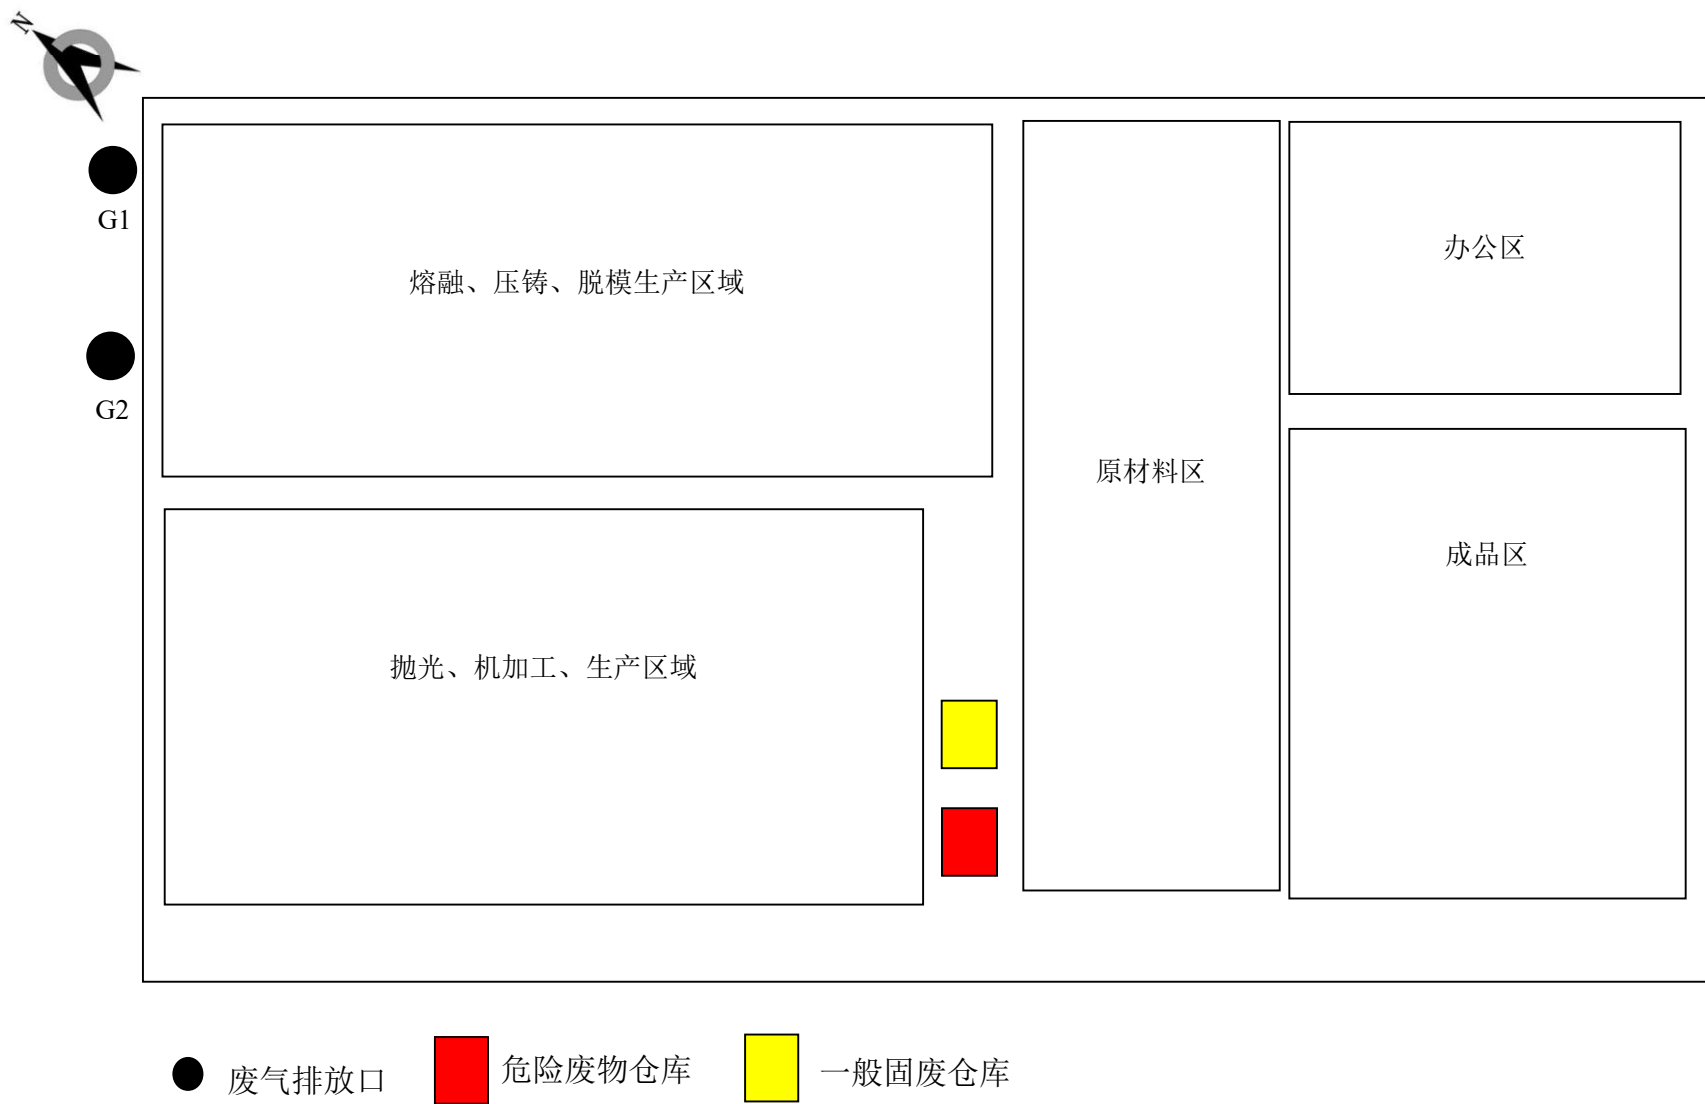 N
G1
熔融、压铸、脱模生产区域
办公区
G2
原材料区
成品区
抛光、机加工、生产区域
废气排放口
危险废物仓库
一般固废仓库